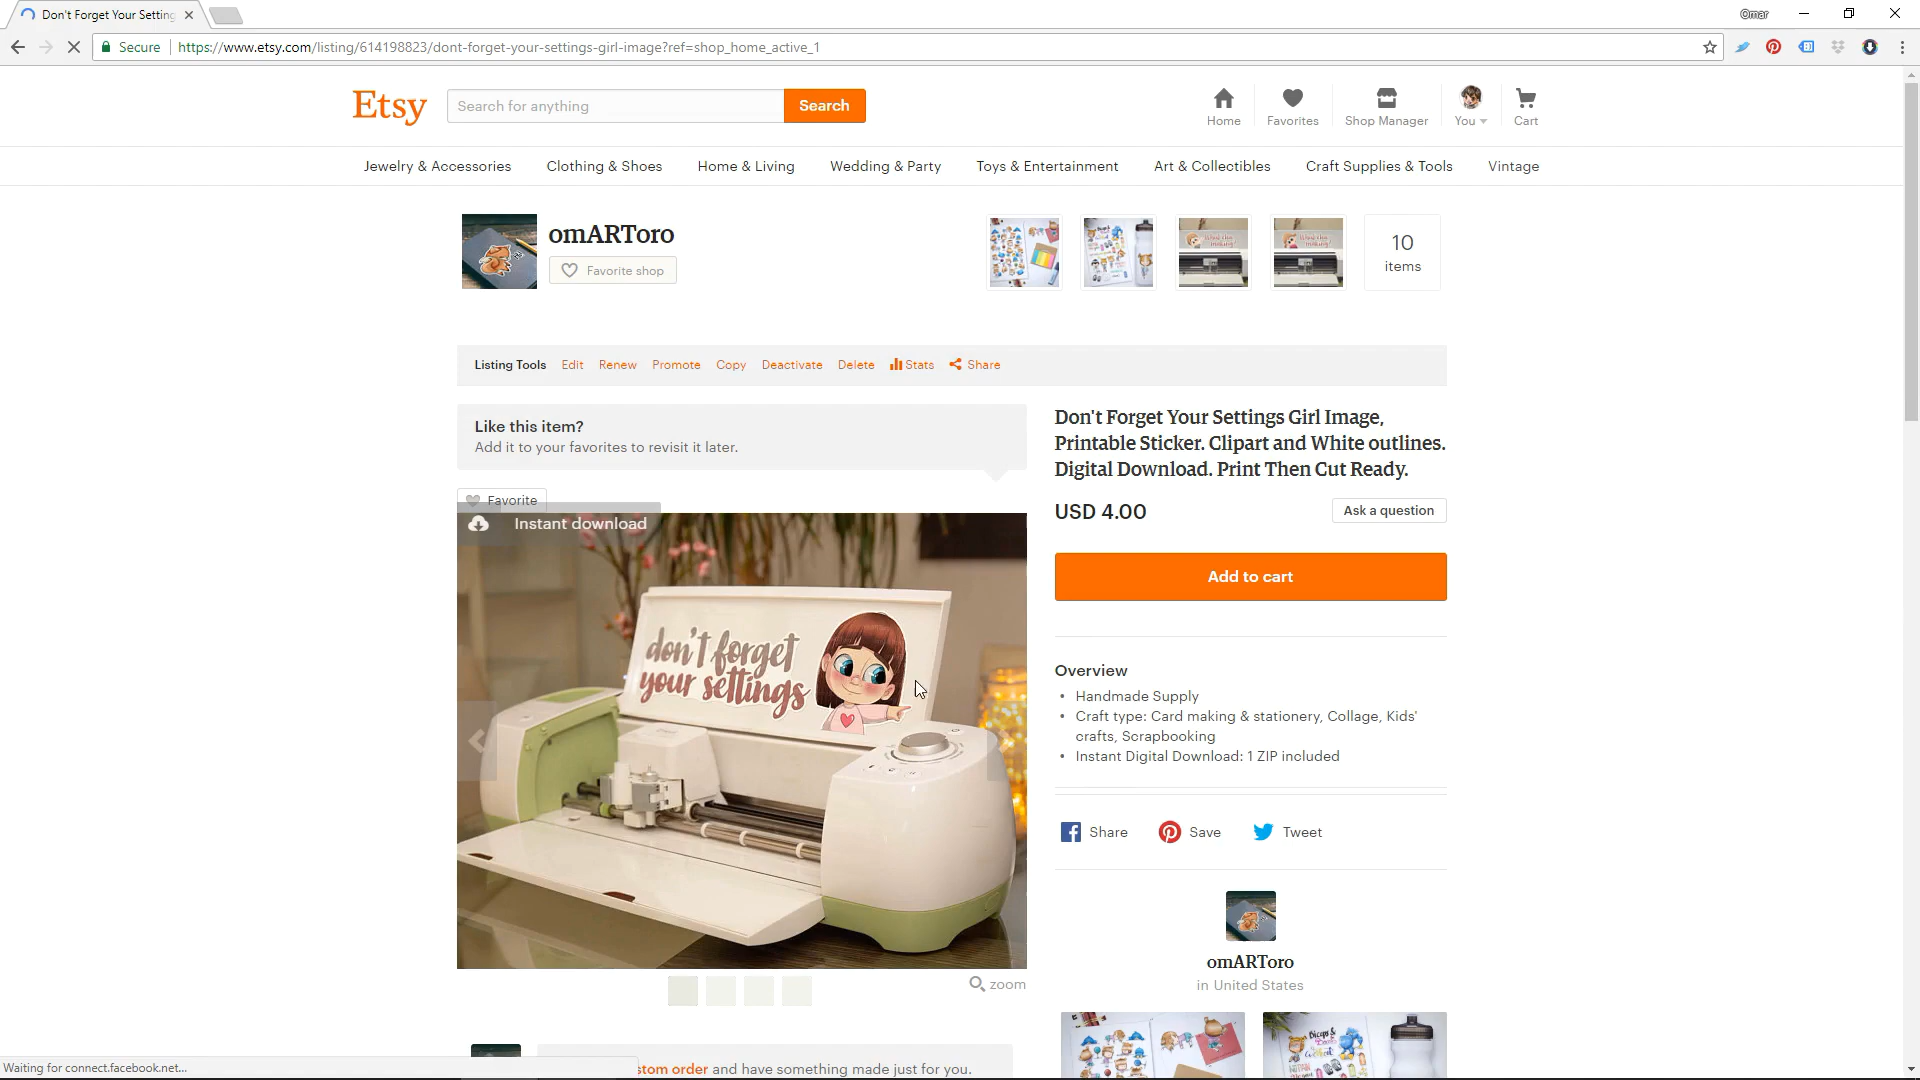 Don't Forget Your Setting
Omar
Secure
https://www.etsy.com/listing/614198823/dont-forget-your-settings-girl-image?ref=shop_home_active_1
Etsy
Search for anything
Search
Home
Favorites
Shop Manager
You
Cart
Jewelry & Accessories
Clothing & Shoes
Home & Living
Wedding & Party
Toys & Entertainment
Art & Collectibles
Craft Supplies & Tools
Vintage
omARToro
Favorite shop
10
items
Listing Tools
Edit
Renew
Promote
Copy
Deactivate
Delete
Stats
Share
Like this item?
Add it to your favorites to revisit it later.
Favorite
Instant download
don't forget
your settings
zoom
Don't Forget Your Settings Girl Image,
Printable Sticker. Clipart and White outlines.
Digital Download. Print Then Cut Ready.
USD 4.00
Ask a question
Add to cart
Overview
• Handmade Supply
• Craft type: Card making & stationery, Collage, Kids'
crafts, Scrapbooking
• Instant Digital Download: 1 ZIP included
Share
Save
Tweet
omARToro
in United States
stom order and have something made just for you.
Waiting for connect.facebook.net...